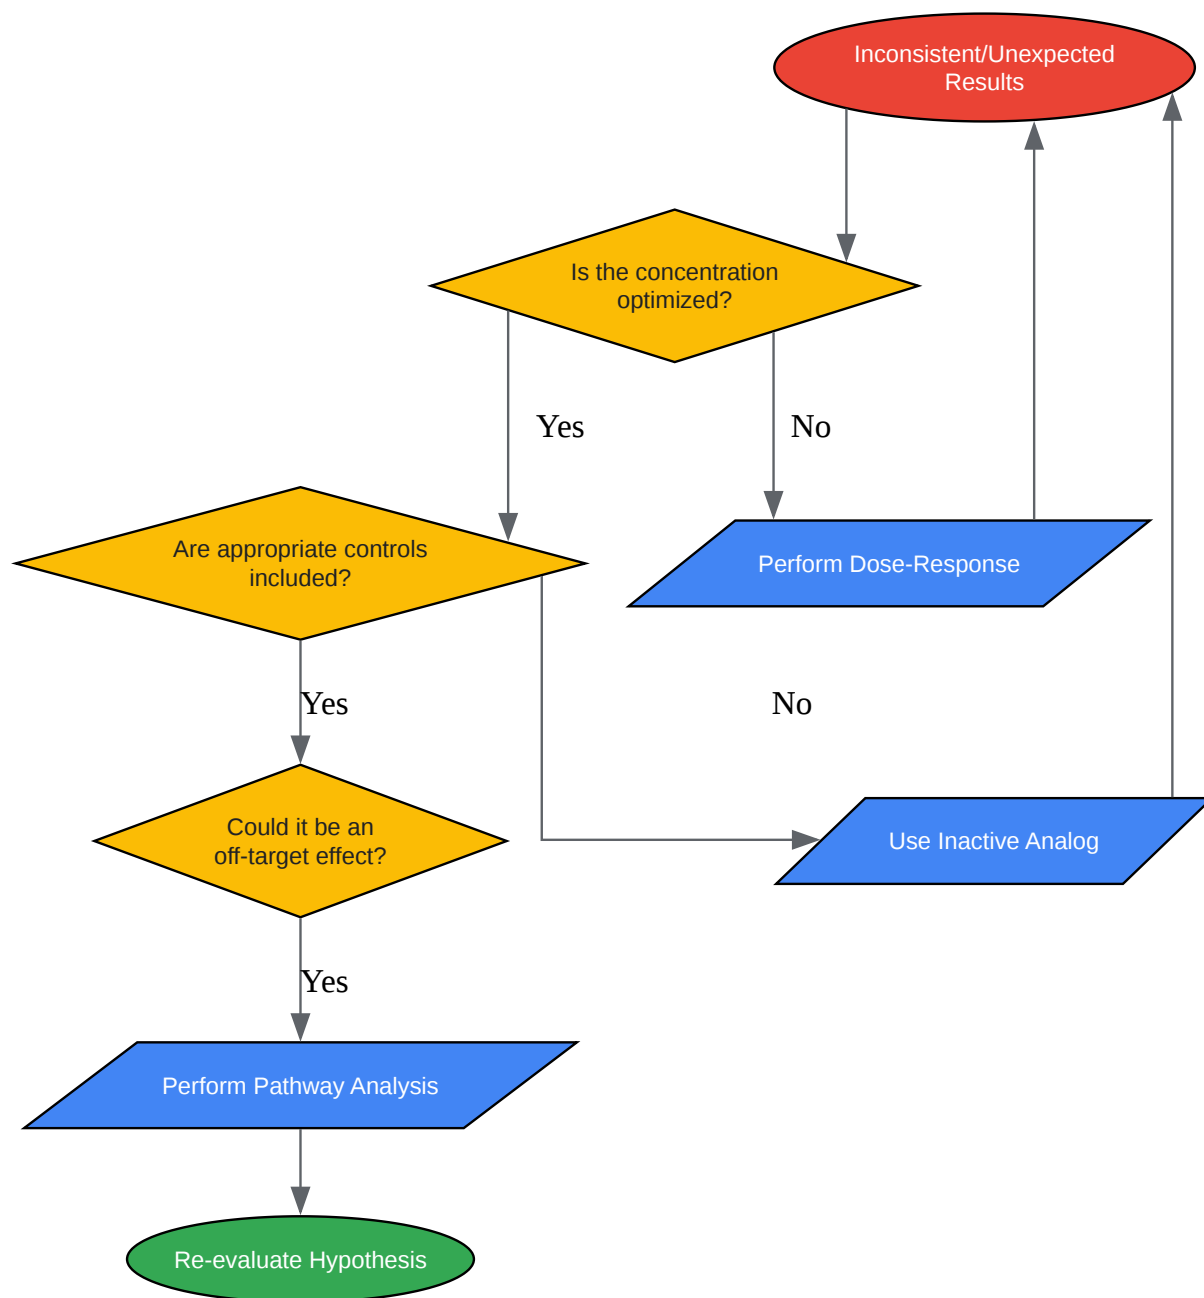 Inconsistent/Unexpected
Results
Is the concentration
optimized?
Yes
No
Are appropriate controls
included?
Perform Dose-Response
Yes
No
Could it be an
off-target effect?
Use Inactive Analog
Yes
Perform Pathway Analysis
Re-evaluate Hypothesis